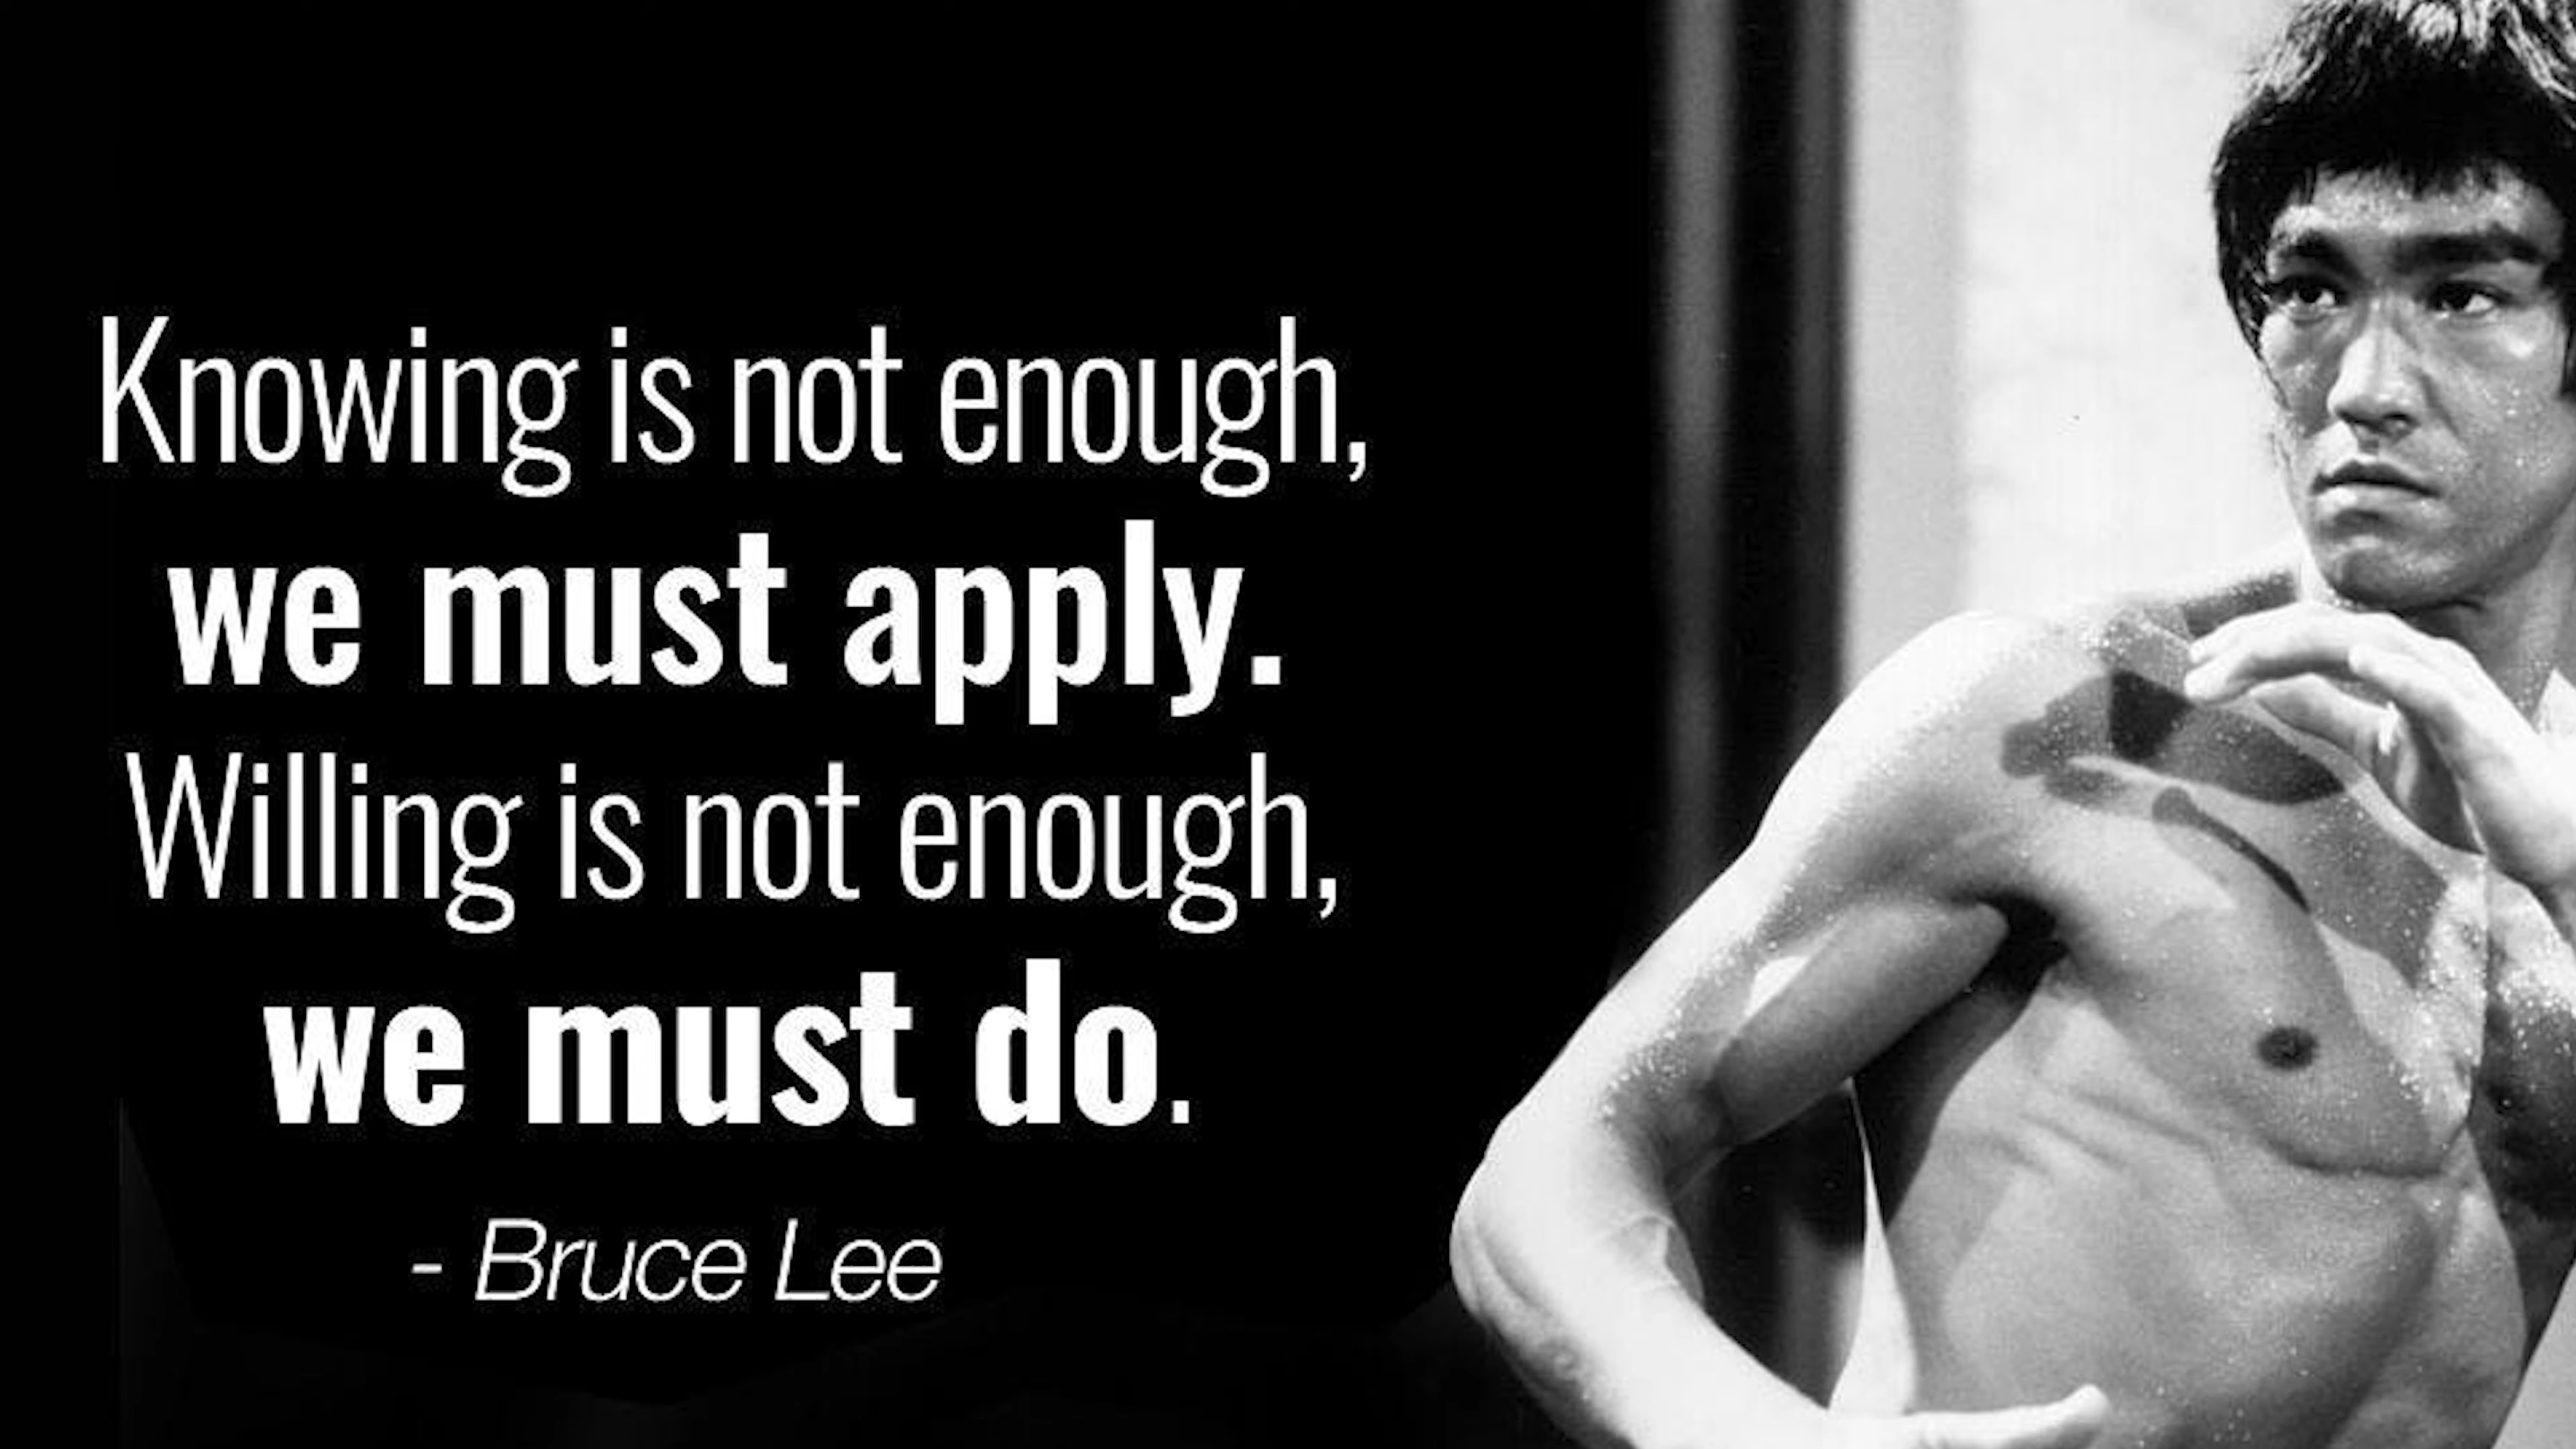 Knowing is not enough,
we must apply.
Willing is not enough,
we must do.
- Bruce Lee